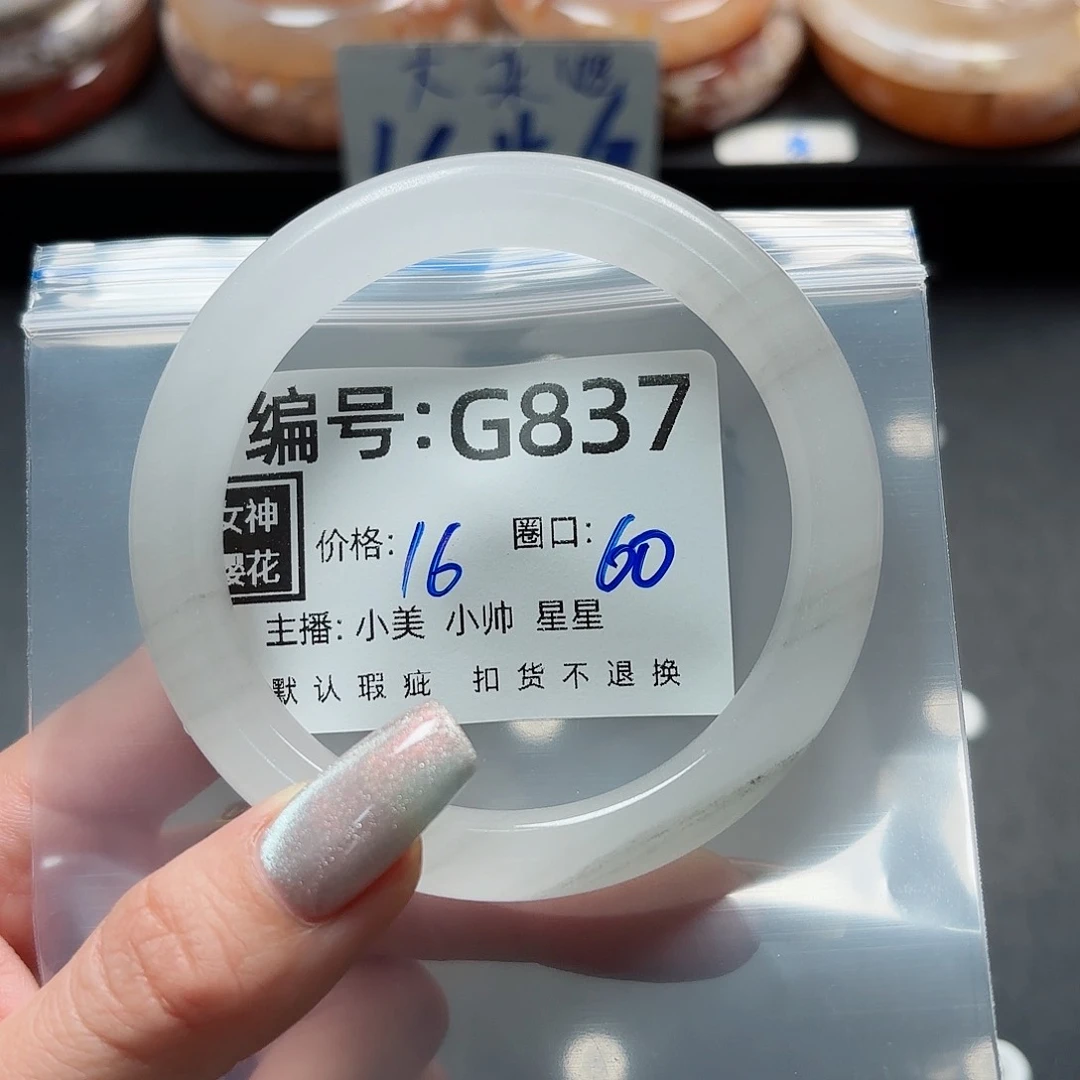 编号:G837
女神
樱花
价格:16 圈口:60
主播: 小美 小帅 星星
默认瑕疵 扣货不退换